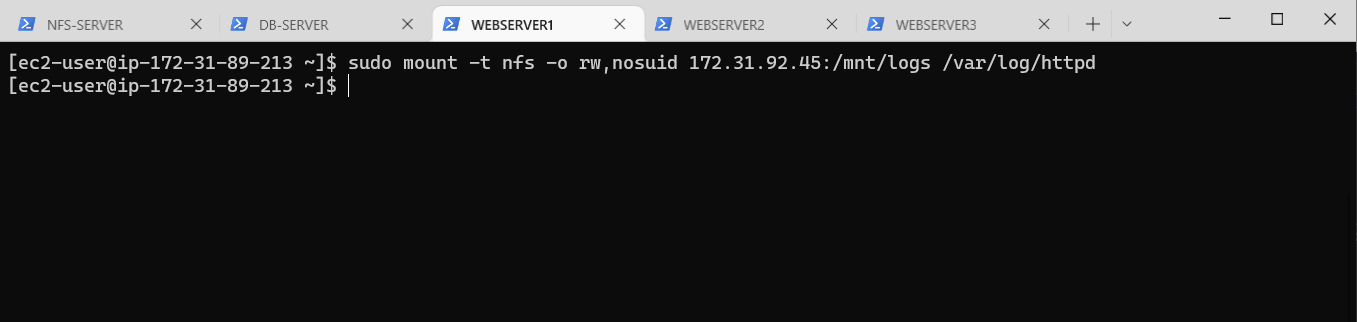 NFS-SERVER DB-SERVER WEBSERVER1 WEBSERVER2 WEBSERVER3
[ec2-user@ip-172-31-89-213 ~]$ sudo mount -t nfs -o rw,nosuid 172.31.92.45:/mnt/logs /var/log/httpd
[ec2-user@ip-172-31-89-213 ~]$